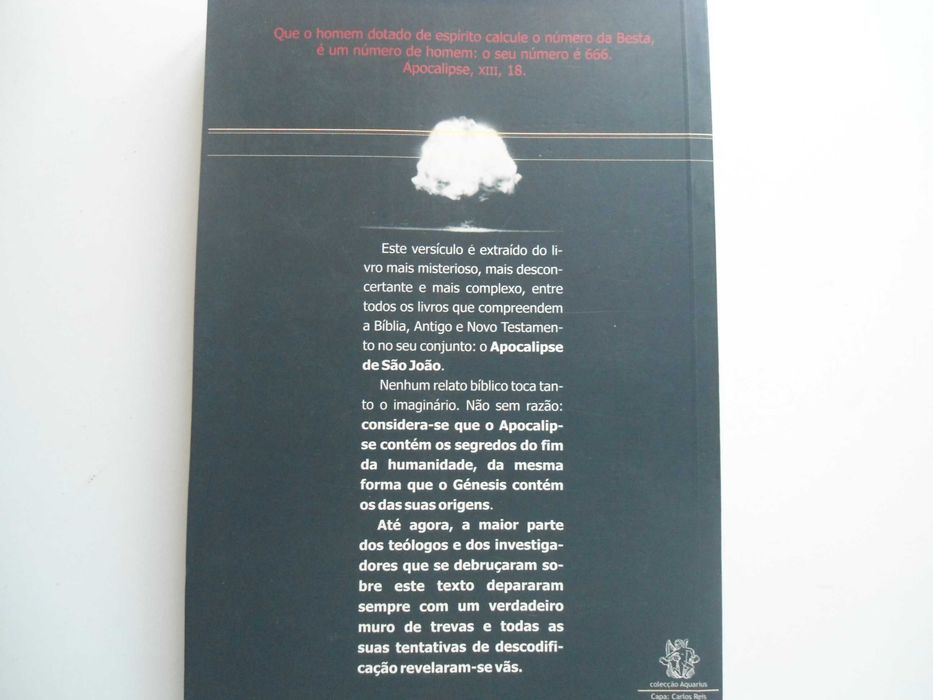 Que o homem dotado de espírito calcule o número da Besta,
é um número de homem: o seu número é 666.
Apocalipse, XIII, 18.
Este versículo é extraído do li-
vro mais misterioso, mais descon-
certante e mais complexo, entre
todos os livros que compreendem
a Bíblia, Antigo e Novo Testamen-
to no seu conjunto: o Apocalipse
de São João.
Nenhum relato bíblico toca tan-
to o imaginário. Não sem razão:
considera-se que o Apocalip-
se contém os segredos do fim
da humanidade, da mesma
forma que o Génesis contém
os das suas origens.
Até agora, a maior parte
dos teólogos e dos investiga-
dores que se debruçaram so-
bre este texto depararam
sempre com um verdadeiro
muro de trevas e todas as
suas tentativas de descodifi-
cação revelaram-se vãs.
colecção Aquarius
Capa: Carlos Reis